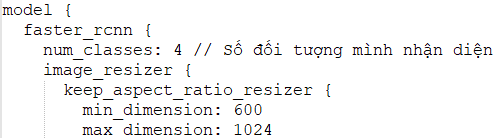 model {
  faster_rcnn {
    num_classes: 4 // Số đối tượng mình nhận diện
    image_resizer {
      keep_aspect_ratio_resizer {
        min_dimension: 600
        max_dimension: 1024